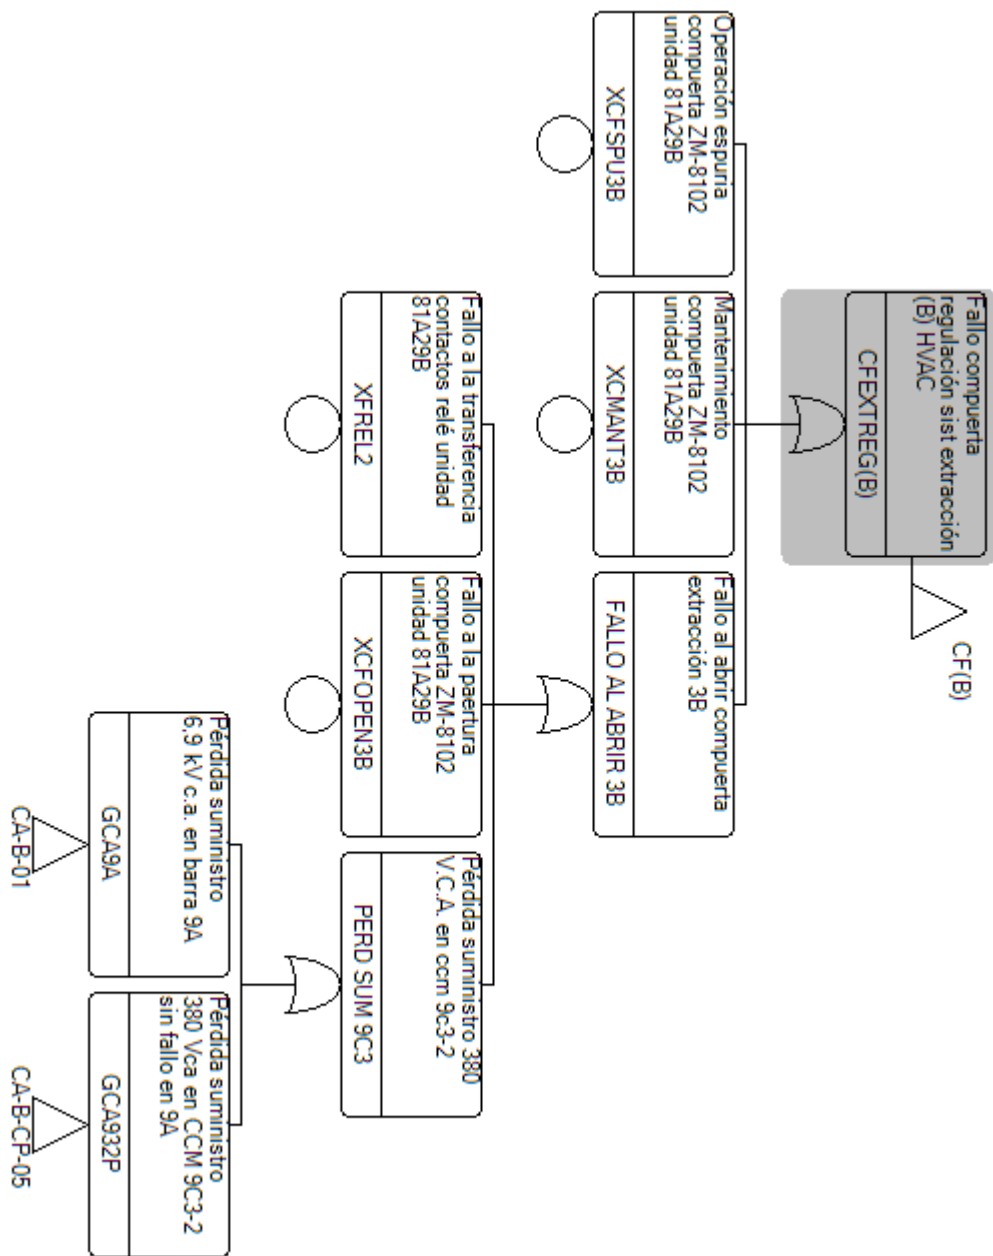 Fallo compuerta
regulación sist extracción
(B) HVAC
CFEXTREG(B)
CF(B)
Operación espuria
compuerta ZM-8102
unidad 81A29B
XCFSPU3B
Mantenimiento
compuerta ZM-8102
unidad 81A29B
XCMANT3B
Fallo al abrir compuerta
extracción 3B
FALLO AL ABRIR 3B
Fallo a la transferencia
contactos relé unidad
81A29B
XFREL2
Fallo a la paertura
compuerta ZM-8102
unidad 81A29B
XCFOPEN3B
Pérdida suministro 380
V.C.A. en ccm 9c3-2
PERD SUM 9C3
Pérdida suministro
6,9 kV c.a. en barra 9A
GCA9A
CA-B-01
Pérdida suministro
380 Vca en CCM 9C3-2
sin fallo en 9A
GCA932P
CA-B-CP-05